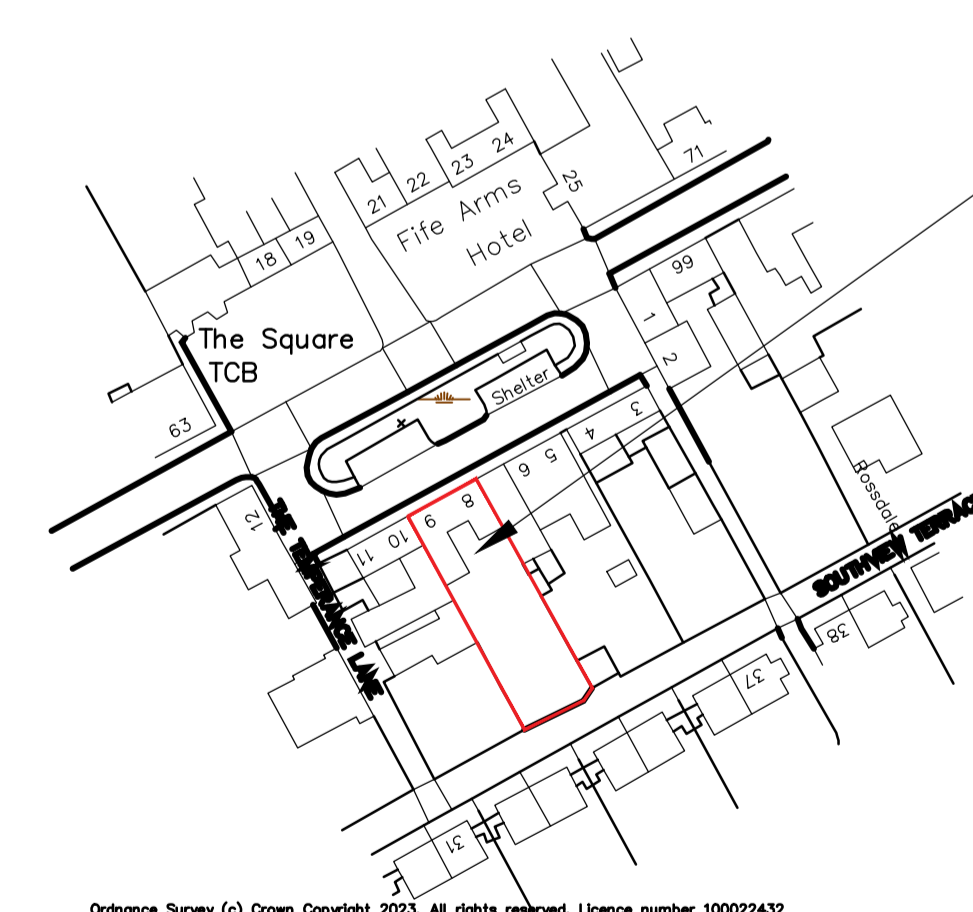 24
23
22
21
25
71
Fife Arms
Hotel
19
18
99
1
2
The Square
TCB
Shelter
63
3
4
5
6
8
9
10
11
12
THE TEMPERANCE LANE
Rossdale
SOUTHVIEW TERRAC
38
37
31
Ordnance Survey (c) Crown Copyright 2023. All rights reserved. Licence number 100022432